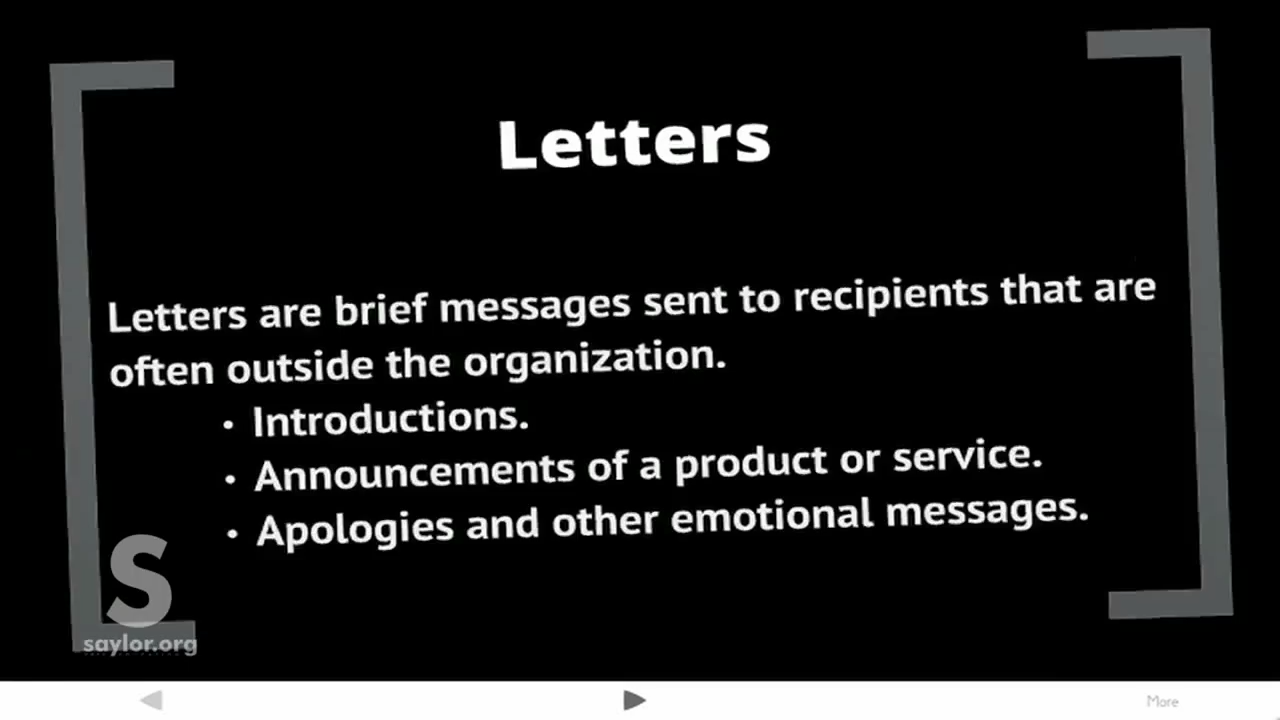 Letters
Letters are brief messages sent to recipients that are
often outside the organization.
• Introductions.
• Announcements of a product or service.
• Apologies and other emotional messages.
S
saylor.org
More